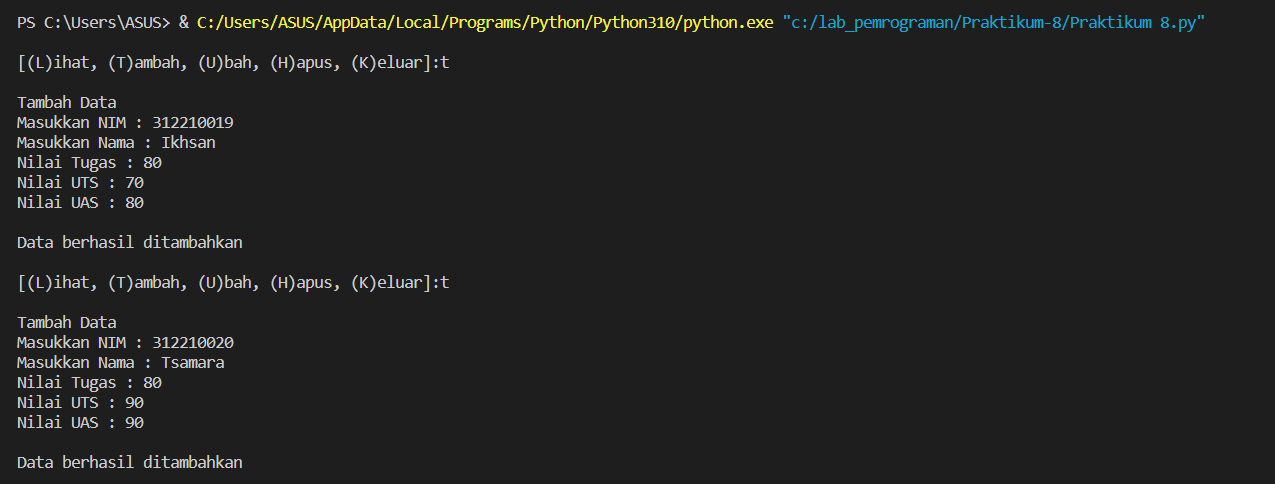 PS C:\Users\ASUS> & C:/Users/ASUS/AppData/Local/Programs/Python/Python310/python.exe "c:/lab_pemrograman/Praktikum-8/Praktikum 8.py"
[(L)ihat, (T)ambah, (U)bah, (H)apus, (K)eluar]:t
Tambah Data
Masukkan NIM : 312210019
Masukkan Nama : Ikhsan
Nilai Tugas : 80
Nilai UTS : 70
Nilai UAS : 80
Data berhasil ditambahkan
[(L)ihat, (T)ambah, (U)bah, (H)apus, (K)eluar]:t
Tambah Data
Masukkan NIM : 312210020
Masukkan Nama : Tsamara
Nilai Tugas : 80
Nilai UTS : 90
Nilai UAS : 90
Data berhasil ditambahkan